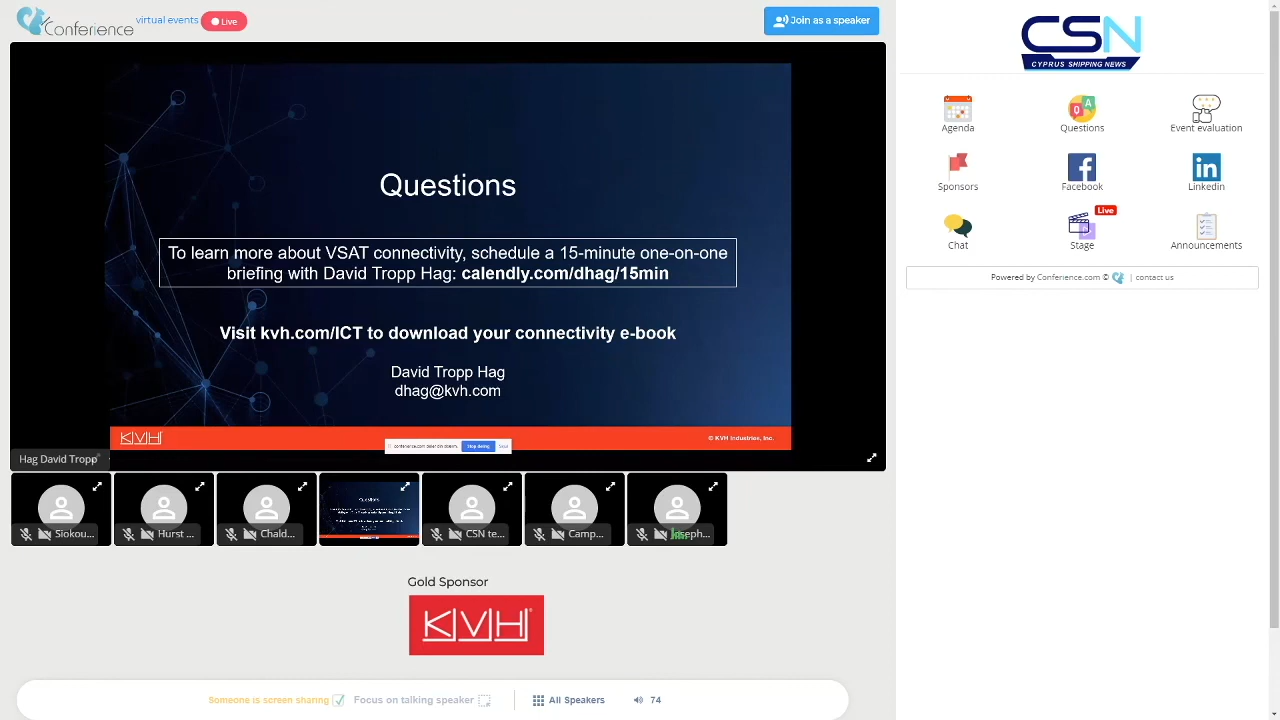 Conference
virtual events
Live
Join as a speaker
Questions
To learn more about VSAT connectivity, schedule a 15-minute one-on-one
briefing with David Tropp Hag: calendly.com/dhag/15min
Visit kvh.com/ICT to download your connectivity e-book
David Tropp Hag
dhag@kvh.com
KVH
© KVH Industries, Inc.
Stop sharing
Hag David Tropp
Siokou...
Hurst ...
Chald...
Questions
CSN te...
Camp...
Joseph...
Gold Sponsor
KVH
Someone is screen sharing
Focus on talking speaker
All Speakers
74
CSN
CYPRUS SHIPPING NEWS
Agenda
Q A
Questions
Event evaluation
Sponsors
Facebook
in
Linkedin
Chat
Live
Stage
Announcements
Powered by Conference.com © | contact us